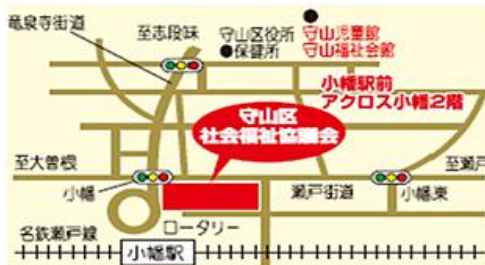 竜泉寺街道
至志段味
守山区役所
●保健所
守山児童館
守山福祉会館
小幡駅前
アクロス小幡2階
守山区
社会福祉協議会
至大曽根
至瀬戸
小幡
瀬戸街道
小幡東
ロータリー
名鉄瀬戸線
小幡駅